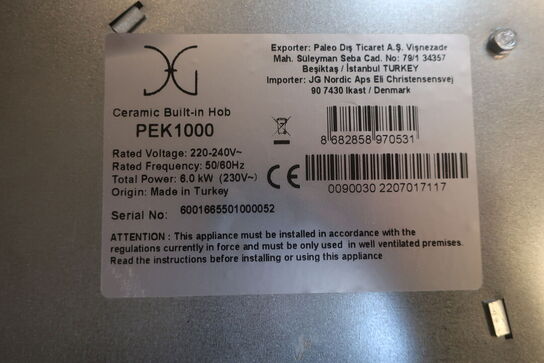 Exporter: Paleo Dış Ticaret A.Ş. Vişnezade
Mah. Süleyman Seba Cad. No: 79/1 34357
Beşiktaş / İstanbul TURKEY
Importer: JG Nordic Aps Eli Christensensvej
90 7430 Ikast / Denmark
Ceramic Built-in Hob
PEK1000
8 682858 970531
Rated Voltage: 220-240V~
Rated Frequency: 50/60Hz
Total Power: 6.0 kW (230V~)
Origin: Made in Turkey
CE
0090030 2207017117
Serial No: 6001665501000052
ATTENTION : This appliance must be installed in accordance with the
regulations currently in force and must be only used in well ventilated premises.
Read the instructions before installing or using this appliance